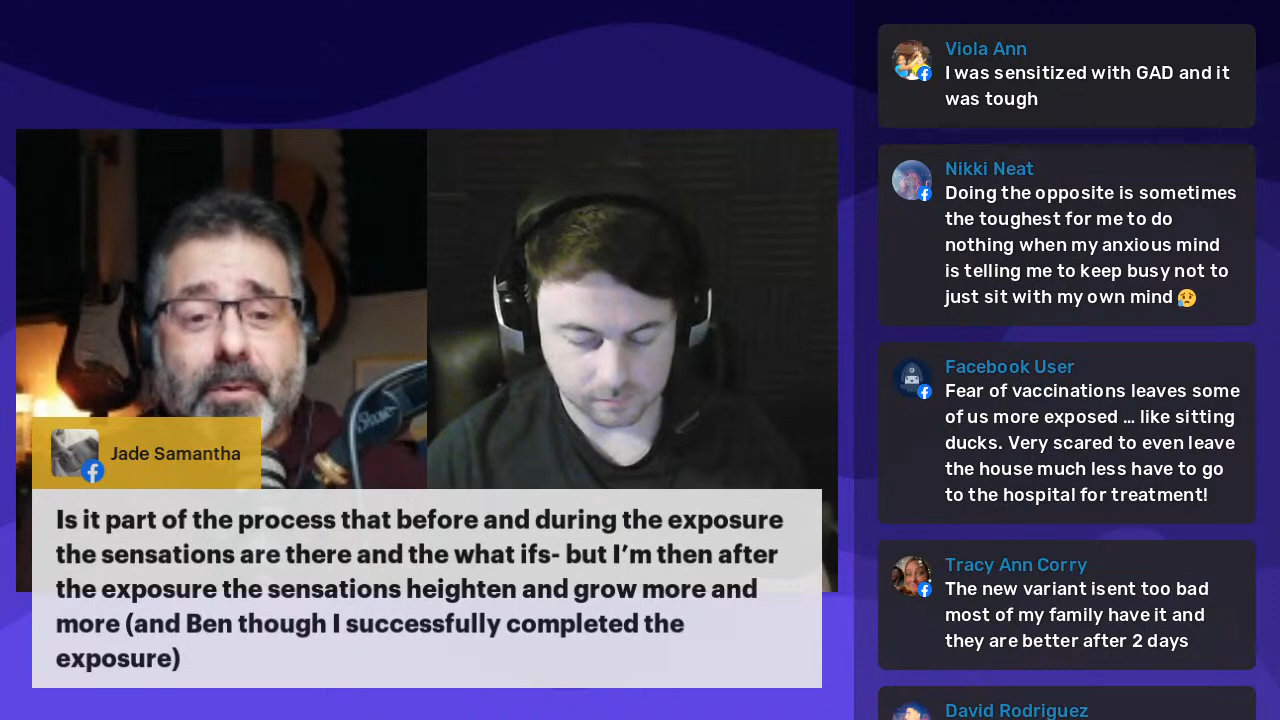 Jade Samantha
Is it part of the process that before and during the exposure
the sensations are there and the what ifs- but I'm then after
the exposure the sensations heighten and grow more and
more (and Ben though I successfully completed the
exposure)
Viola Ann
I was sensitized with GAD and it
was tough
Nikki Neat
Doing the opposite is sometimes
the toughest for me to do
nothing when my anxious mind
is telling me to keep busy not to
just sit with my own mind 😥
Facebook User
Fear of vaccinations leaves some
of us more exposed … like sitting
ducks. Very scared to even leave
the house much less have to go
to the hospital for treatment!
Tracy Ann Corry
The new variant isent too bad
most of my family have it and
they are better after 2 days
David Rodriguez